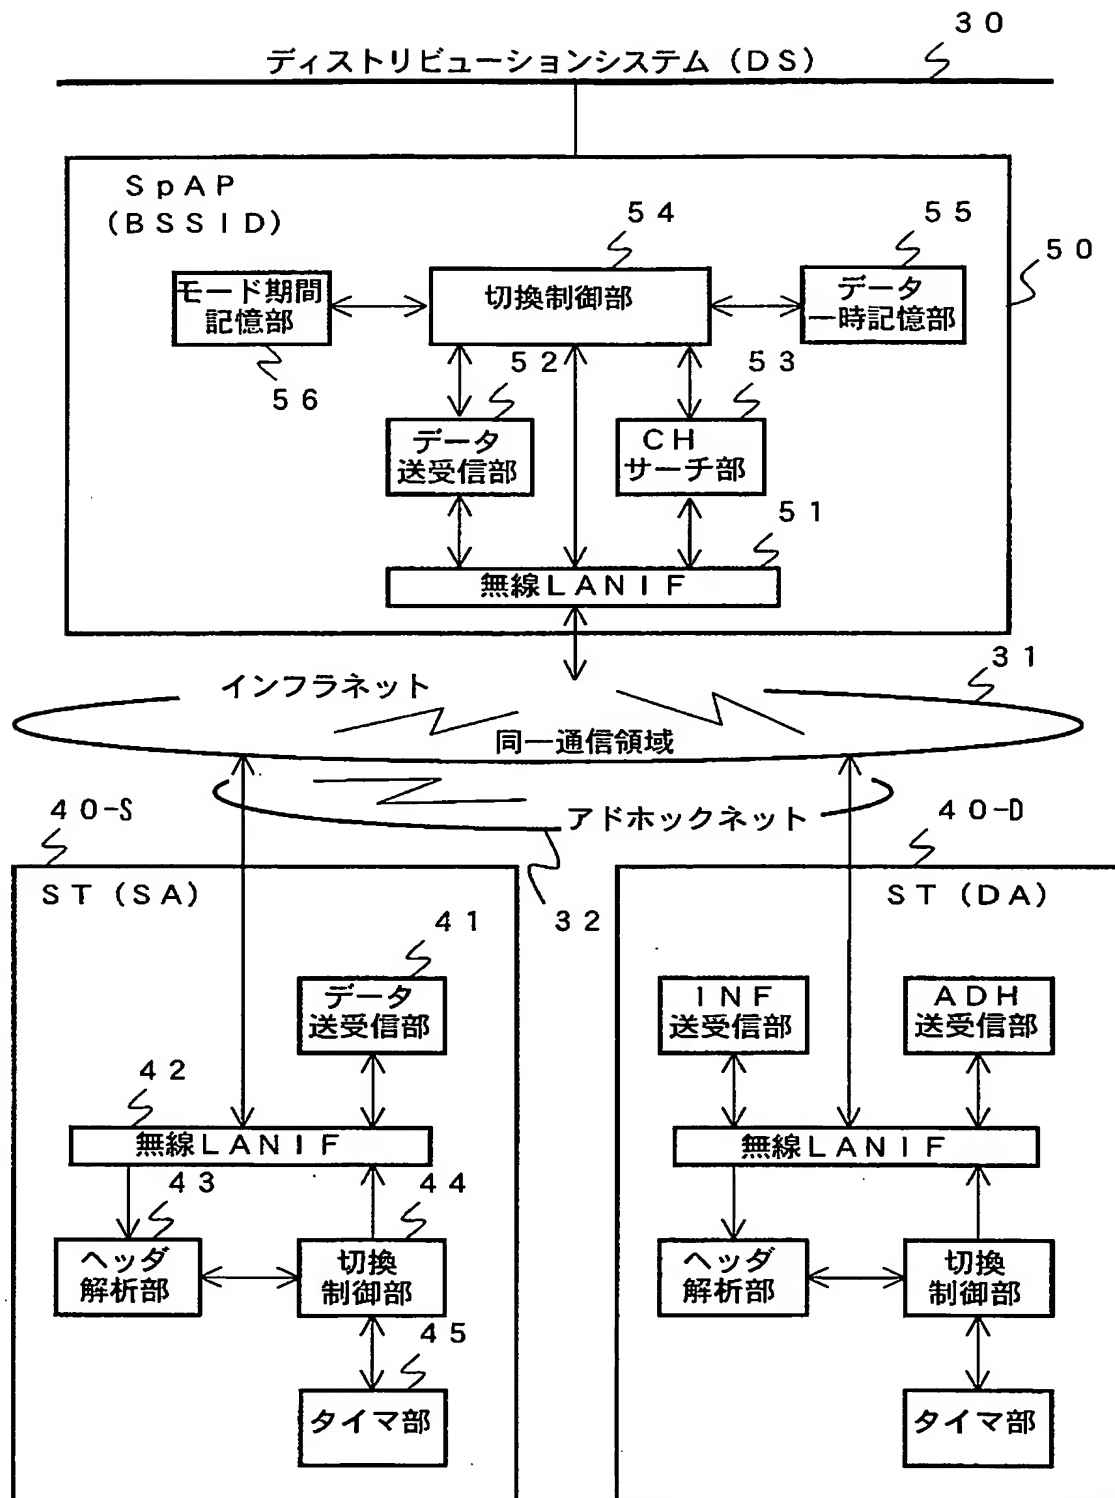 30
ディストリビューションシステム(DS)
SpAP
(BSSID)
54
55
50
モード期間
記憶部
切換制御部
データ
一時記憶部
56
52
53
データ
送受信部
CH
サーチ部
51
無線LANIF
31
インフラネット
同一通信領域
アドホックネット
40-S
40-D
32
ST(SA)
ST(DA)
41
データ
送受信部
INF
送受信部
ADH
送受信部
42
無線LANIF
無線LANIF
43
44
ヘッダ
解析部
切換
制御部
ヘッダ
解析部
切換
制御部
45
タイマ部
タイマ部